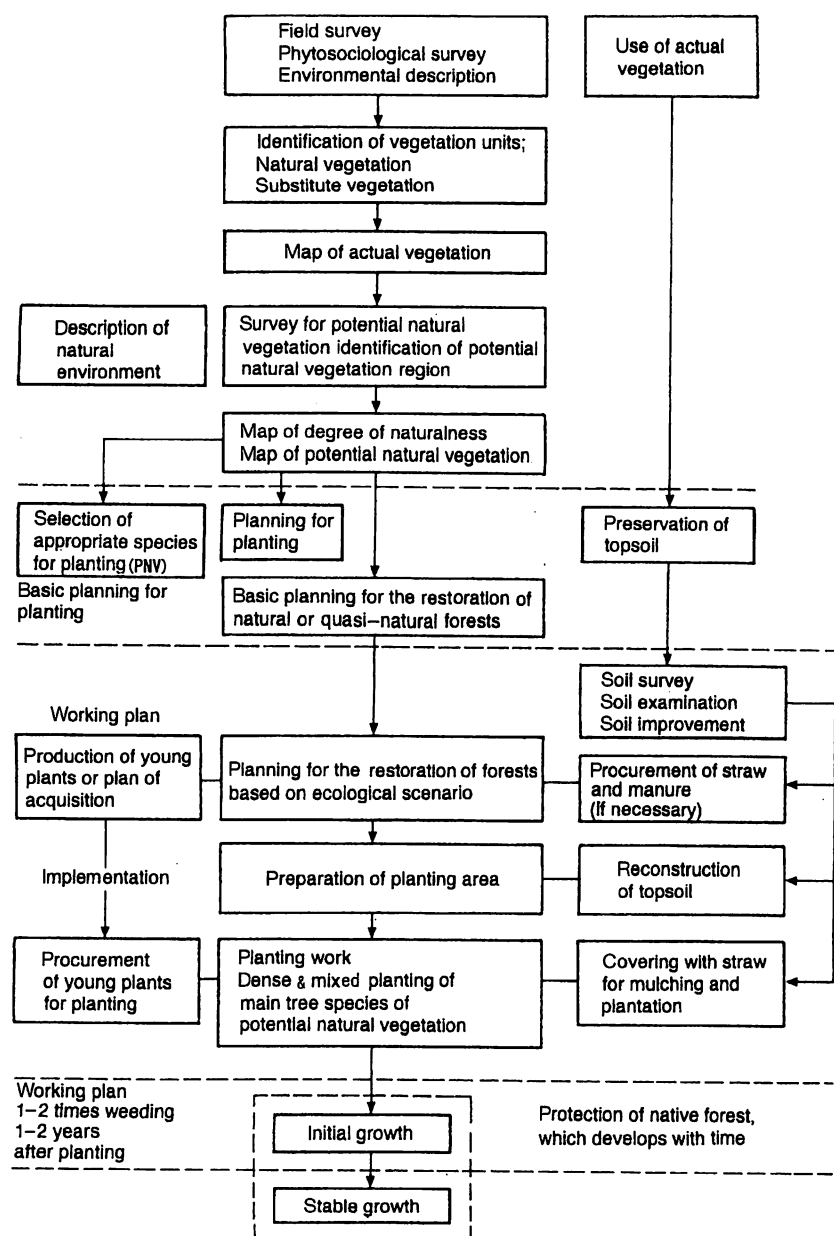 Field survey
Phytosociological survey
Environmental description
Use of actual
vegetation
Identification of vegetation units;
Natural vegetation
Substitute vegetation
Map of actual vegetation
Description of
natural
environment
Survey for potential natural
vegetation identification of potential
natural vegetation region
Map of degree of naturalness
Map of potential natural vegetation
Selection of
appropriate species
for planting (PNV)
Planning for
planting
Preservation of
topsoil
Basic planning for
planting
Basic planning for the restoration of
natural or quasi-natural forests
Soil survey
Soil examination
Soil improvement
Working plan
Production of young
plants or plan of
acquisition
Planning for the restoration of forests
based on ecological scenario
Procurement of straw
and manure
(If necessary)
Implementation
Preparation of planting area
Reconstruction
of topsoil
Procurement
of young plants
for planting
Planting work
Dense & mixed planting of
main tree species of
potential natural vegetation
Covering with straw
for mulching and
plantation
Working plan
1-2 times weeding
1-2 years
after planting
Initial growth
Protection of native forest,
which develops with time
Stable growth